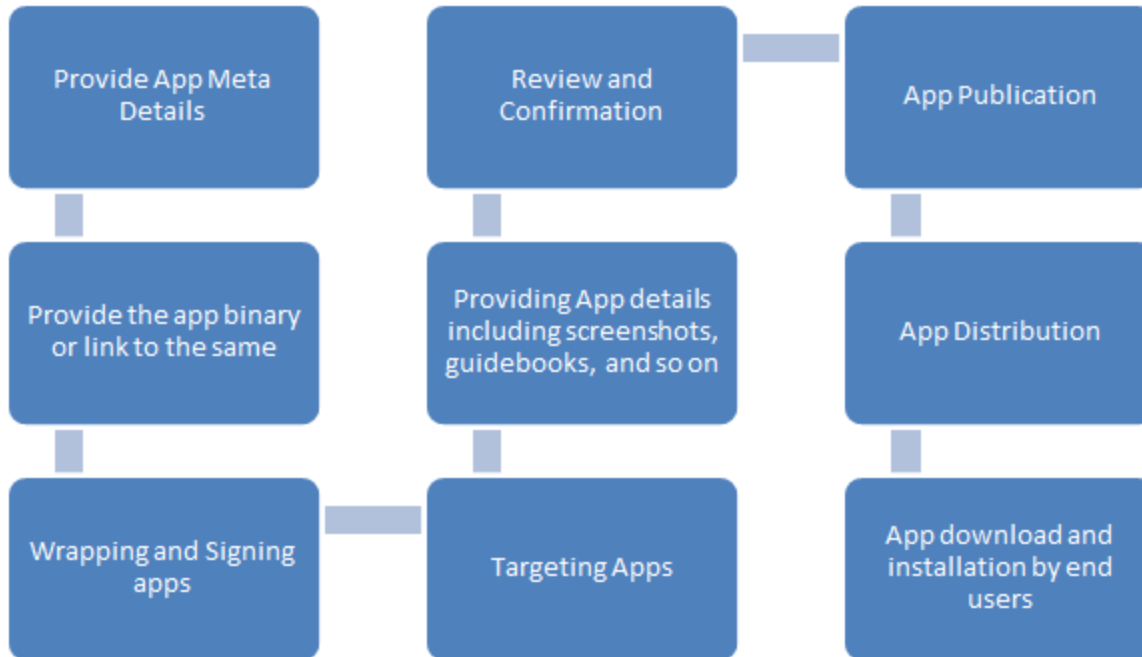 Provide App Meta
Details
Provide the app binary
or link to the same
Wrapping and Signing
apps
Targeting Apps
Providing App details
including screenshots,
guidebooks, and so on
Review and
Confirmation
App Publication
App Distribution
App download and
installation by end
users